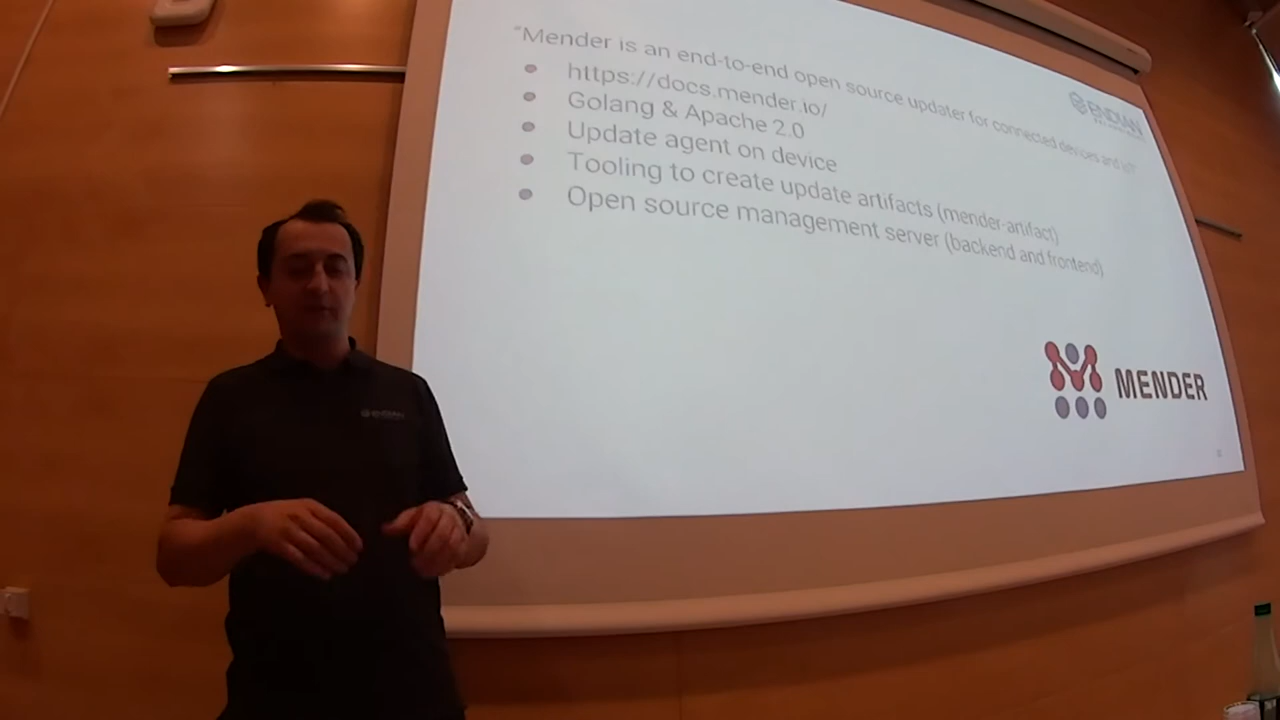 "Mender is an end-to-end open source updater for connected devices and IoT"
https://docs.mender.io/
Golang & Apache 2.0
Update agent on device
Tooling to create update artifacts (mender-artifact)
Open source management server (backend and frontend)
ENDIAN
MENDER
ENDIAN